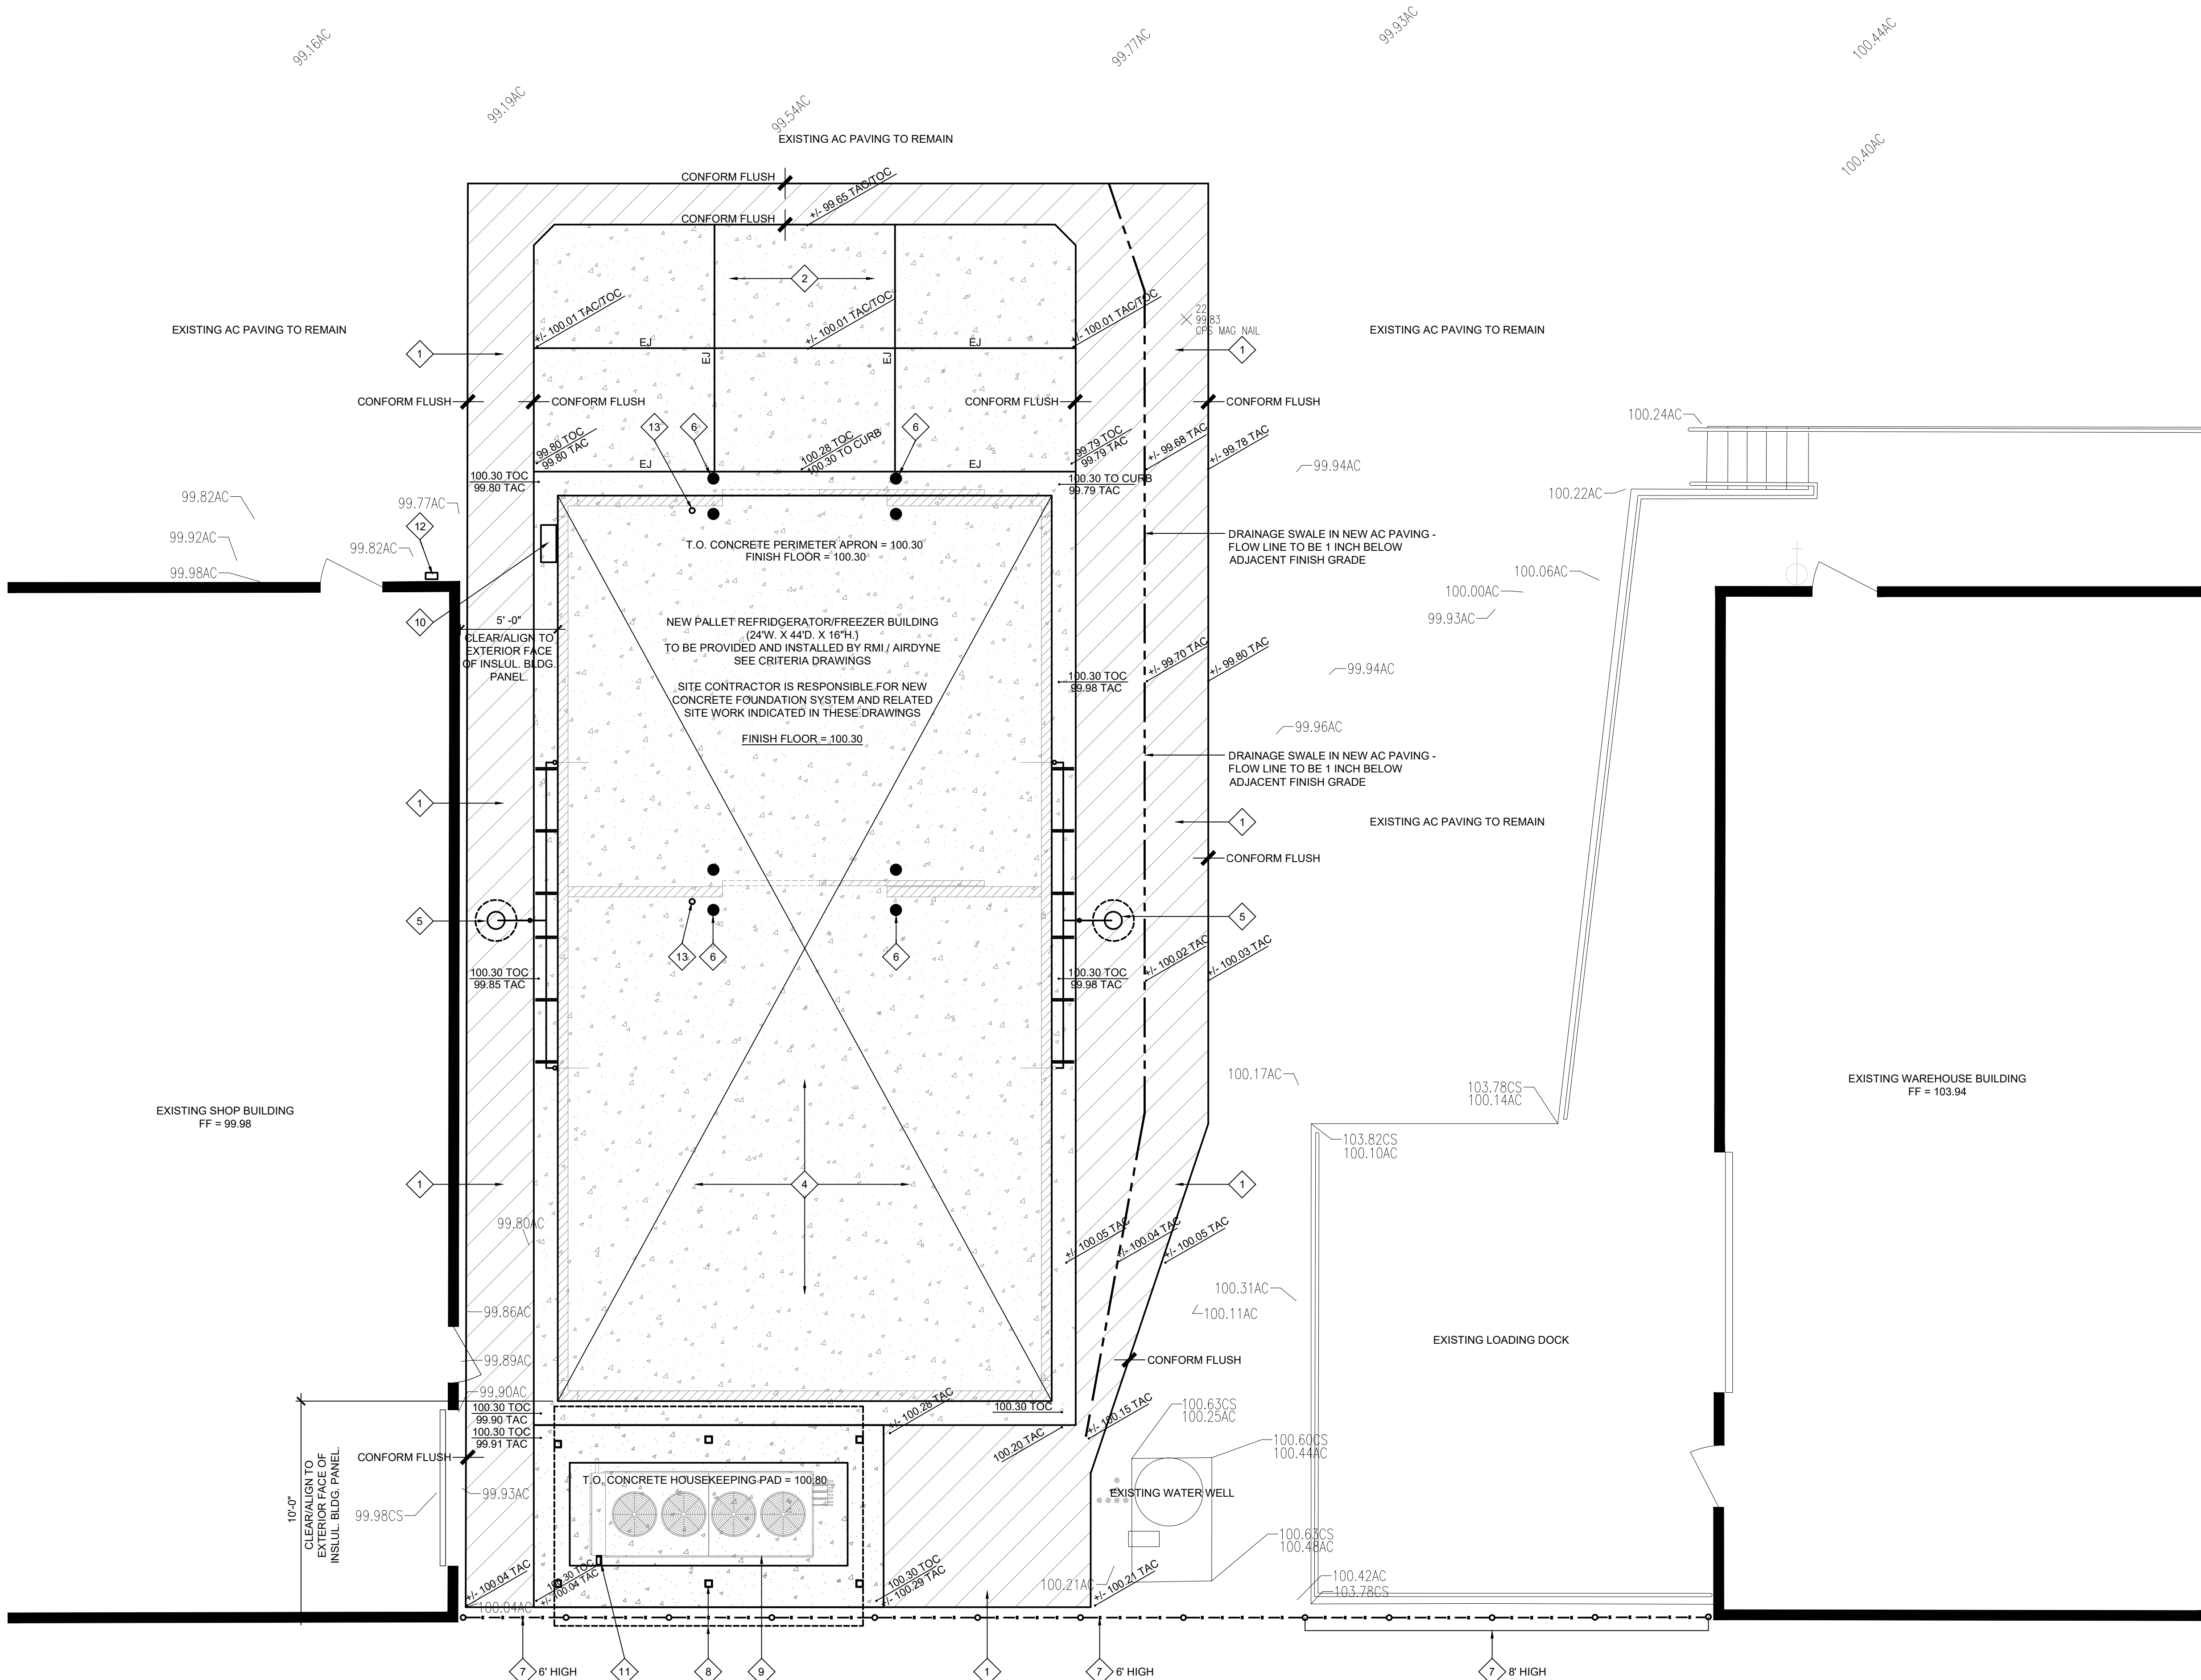 99.16AC
99.77AC
99.93AC
100.44AC
99.19AC
99.54AC
100.40AC
EXISTING AC PAVING TO REMAIN
CONFORM FLUSH
+/- 99.65 TAC/TOC
CONFORM FLUSH
2
+/- 100.01 TAC/TOC
+/- 100.01 TAC/TOC
+/- 100.01 TAC/TOC
22
99.83
CPS MAG NAIL
EXISTING AC PAVING TO REMAIN
EXISTING AC PAVING TO REMAIN
1
EJ
EJ
EJ
EJ
1
CONFORM FLUSH
CONFORM FLUSH
CONFORM FLUSH
CONFORM FLUSH
100.24AC
99.80 TOC
99.80 TAC
13
6
100.28 TOC
100.30 TO CURB
6
99.79 TOC
99.79 TAC
+/- 99.68 TAC
+/- 99.78 TAC
EJ
EJ
99.94AC
100.30 TOC
99.80 TAC
100.30 TO CURB
99.79 TAC
99.82AC
99.77AC
100.22AC
12
99.92AC
99.82AC
99.98AC
T.O. CONCRETE PERIMETER APRON = 100.30
FINISH FLOOR = 100.30
DRAINAGE SWALE IN NEW AC PAVING -
FLOW LINE TO BE 1 INCH BELOW
ADJACENT FINISH GRADE
100.06AC
100.00AC
99.93AC
10
5' -0"
CLEAR/ALIGN TO
EXTERIOR FACE
OF INSLUL. BLDG.
PANEL.
NEW PALLET REFRIDGERATOR/FREEZER BUILDING
(24'W. X 44'D. X 16"H.)
TO BE PROVIDED AND INSTALLED BY RMI / AIRDYNE
SEE CRITERIA DRAWINGS
SITE CONTRACTOR IS RESPONSIBLE FOR NEW
CONCRETE FOUNDATION SYSTEM AND RELATED
SITE WORK INDICATED IN THESE DRAWINGS
FINISH FLOOR = 100.30
100.30 TOC
99.98 TAC
+/- 99.70 TAC
+/- 99.80 TAC
99.94AC
99.96AC
DRAINAGE SWALE IN NEW AC PAVING -
FLOW LINE TO BE 1 INCH BELOW
ADJACENT FINISH GRADE
1
1
EXISTING AC PAVING TO REMAIN
CONFORM FLUSH
5
5
13
6
6
100.30 TOC
99.85 TAC
100.30 TOC
99.98 TAC
+/- 100.02 TAC
+/- 100.03 TAC
100.17AC
103.78CS
100.14AC
EXISTING WAREHOUSE BUILDING
FF = 103.94
EXISTING SHOP BUILDING
FF = 99.98
103.82CS
100.10AC
1
4
1
99.80AC
+/- 100.05 TAC
+/- 100.04 TAC
+/- 100.05 TAC
99.86AC
100.31AC
100.11AC
EXISTING LOADING DOCK
99.89AC
CONFORM FLUSH
99.90AC
100.30 TOC
99.90 TAC
100.30 TOC
99.91 TAC
+/- 100.28 TAC
100.30 TOC
100.20 TAC
+/- 100.15 TAC
100.63CS
100.25AC
10'-0"
CLEAR/ALIGN TO
EXTERIOR FACE OF
INSLUL. BLDG. PANEL.
CONFORM FLUSH
100.60CS
100.44AC
T.O. CONCRETE HOUSEKEEPING PAD = 100.80
99.93AC
EXISTING WATER WELL
99.98CS
100.63CS
100.48AC
+/- 100.04 TAC
100.30 TOC
+/- 100.04 TAC
100.30 TOC
+/- 100.29 TAC
100.21AC
+/- 100.21 TAC
100.42AC
103.78CS
100.04AC
7
6' HIGH
11
8
9
1
7
6' HIGH
7
8' HIGH